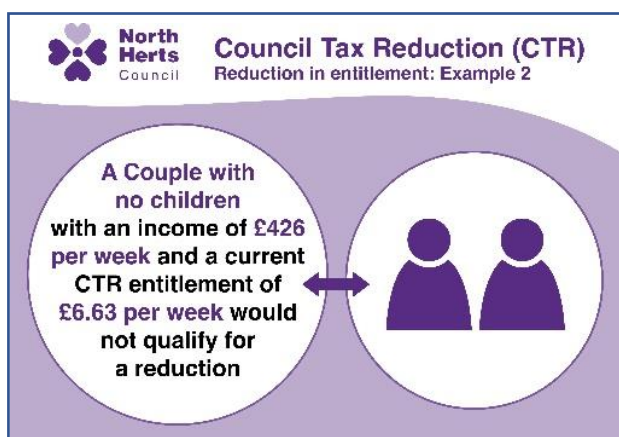 North
Herts
Council
Council Tax Reduction (CTR)
Reduction in entitlement: Example 2
A Couple with
no children
with an income of £426
per week and a current
CTR entitlement of
£6.63 per week would
not qualify for
a reduction